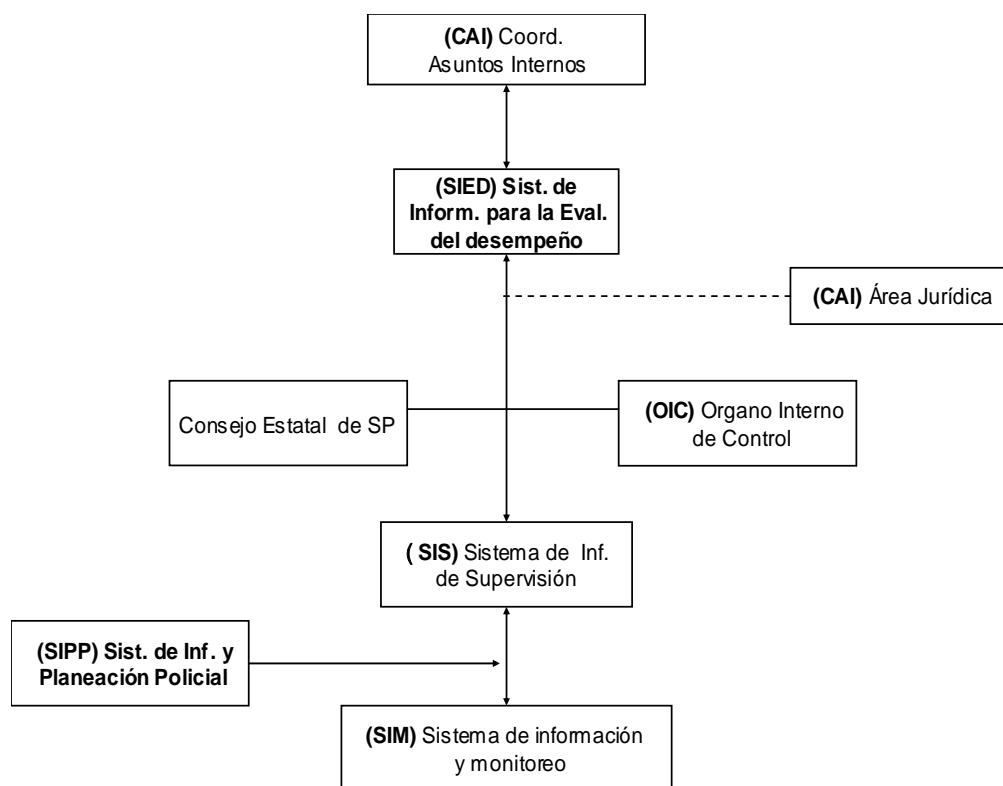 (CAI) Coord.
Asuntos Internos
(SIED) Sist. de
Inform. para la Eval.
del desempeño
(CAI) Área Jurídica
Consejo Estatal de SP
(OIC) Organo Interno
de Control
( SIS) Sistema de Inf.
de Supervisión
(SIPP) Sist. de Inf. y
Planeación Policial
(SIM) Sistema de información
y monitoreo